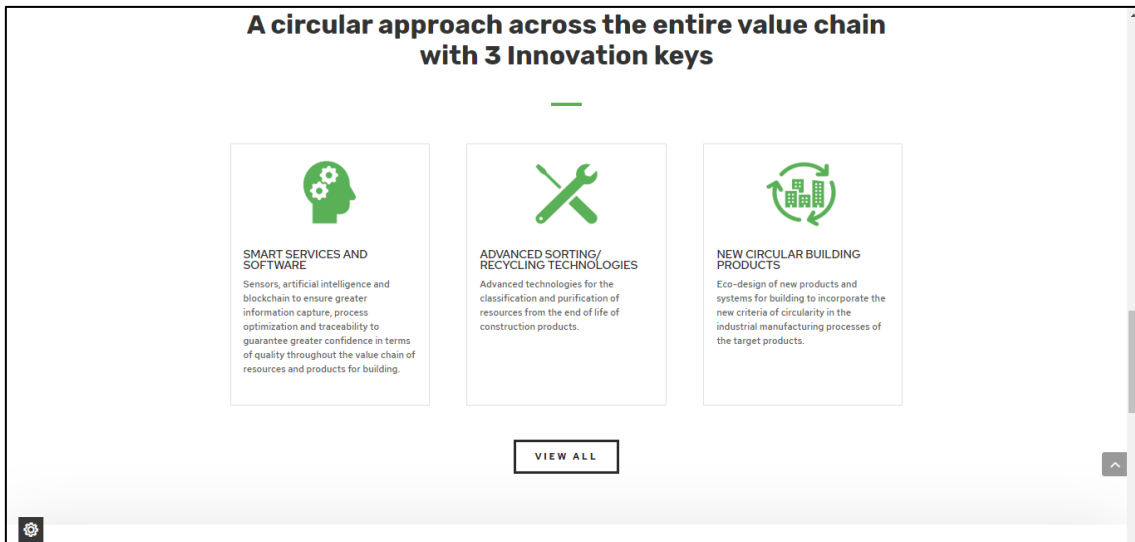 A circular approach across the entire value chain
with 3 Innovation keys
SMART SERVICES AND
SOFTWARE
Sensors, artificial intelligence and
blockchain to ensure greater
information capture, process
optimization and traceability to
guarantee greater confidence in terms
of quality throughout the value chain of
resources and products for building.
ADVANCED SORTING/
RECYCLING TECHNOLOGIES
Advanced technologies for the
classification and purification of
resources from the end of life of
construction products.
NEW CIRCULAR BUILDING
PRODUCTS
Eco-design of new products and
systems for building to incorporate the
new criteria of circularity in the
industrial manufacturing processes of
the target products.
VIEW ALL